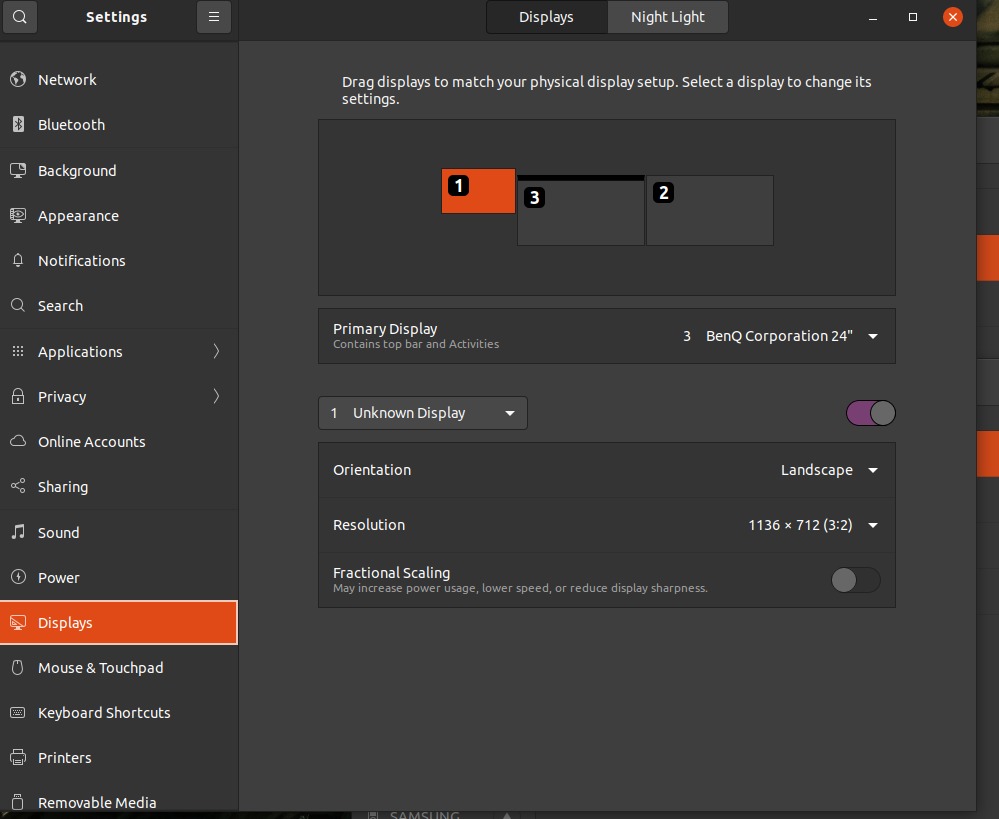 Settings
Displays
Night Light
Network
Bluetooth
Background
Appearance
Notifications
Search
Applications
Privacy
Online Accounts
Sharing
Sound
Power
Displays
Mouse & Touchpad
Keyboard Shortcuts
Printers
Removable Media
Drag displays to match your physical display setup. Select a display to change its
settings.
1
3
2
Primary Display
Contains top bar and Activities
3 BenQ Corporation 24"
1 Unknown Display
Orientation
Landscape
Resolution
1136 × 712 (3:2)
Fractional Scaling
May increase power usage, lower speed, or reduce display sharpness.
SAMSUNG